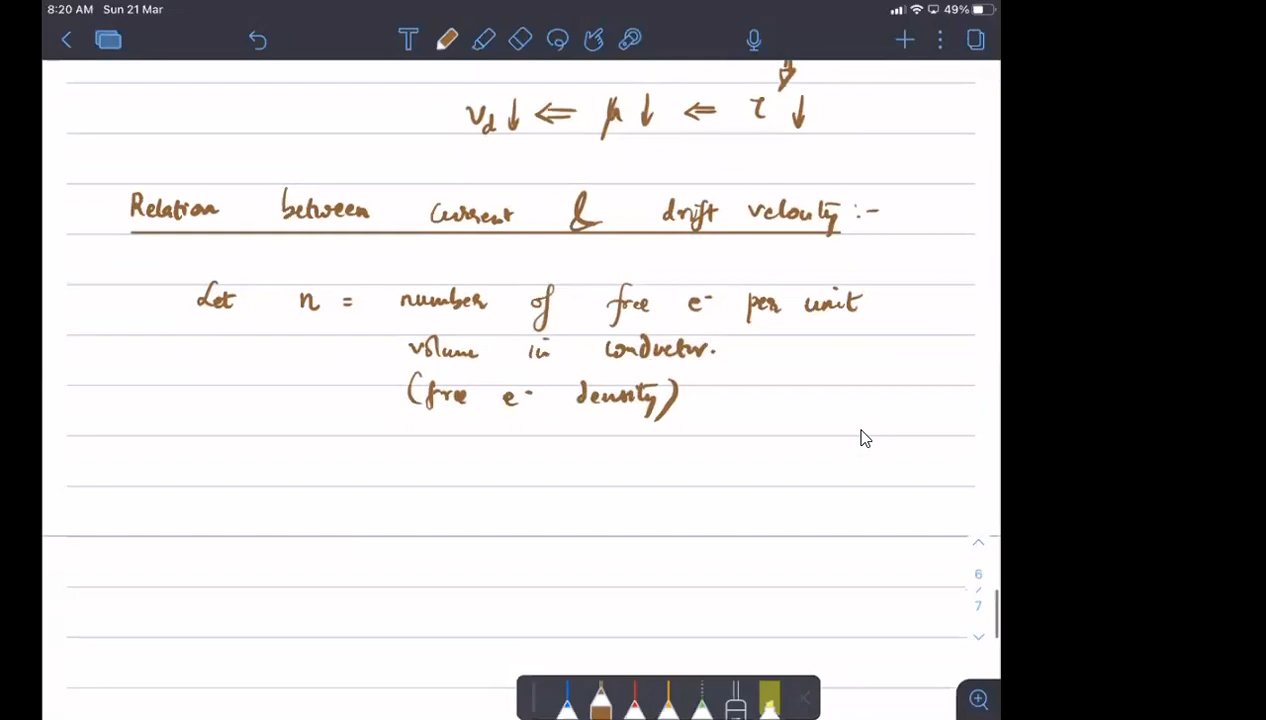 8:20 AM Sun 21 Mar
49%
T
v_d ↓ ⇐ μ ↓ ⇐ τ ↓
Relation between current & drift velocity :-
Let n = number of free e⁻ per unit
volume in conductor.
(free e⁻ density)
6
/
7